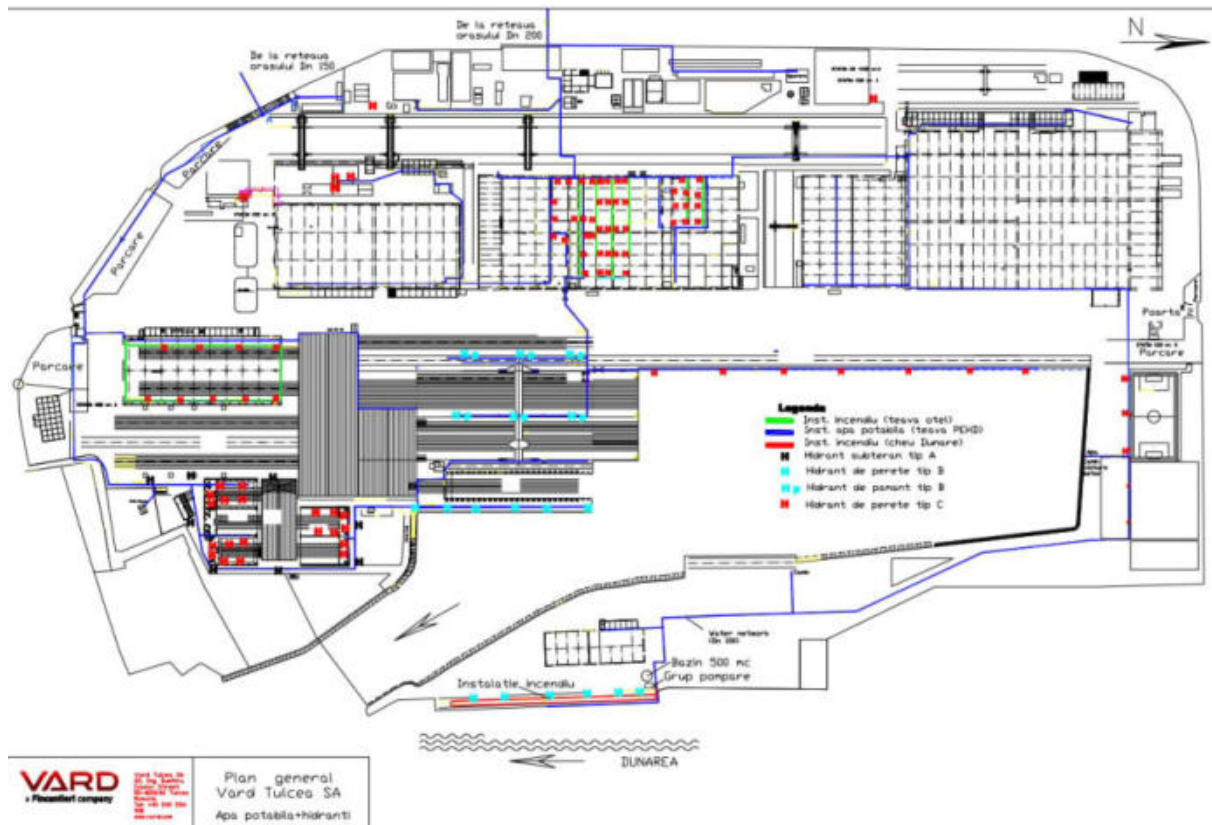 De la reteaua
orasului Dn 200
De la reteaua
orasului Dn 150
N
Parcare
Parcare
Parcare
Poarta
Parcare
Legenda
Inst. incendiu (teava otel)
Inst. apa potabila (teava PEHD)
Inst. incendiu (cheu Dunare)
H Hidrant subteran tip A
H Hidrant de perete tip B
H p Hidrant de pamant tip B
H Hidrant de perete tip C
Water network
Bazin 500 mc
Grup pompare
Instalatie incendiu
DUNAREA
VARD
a Fincantieri company
Vard Tulcea SA
Plan general
Vard Tulcea SA
Apa potabila+hidranti